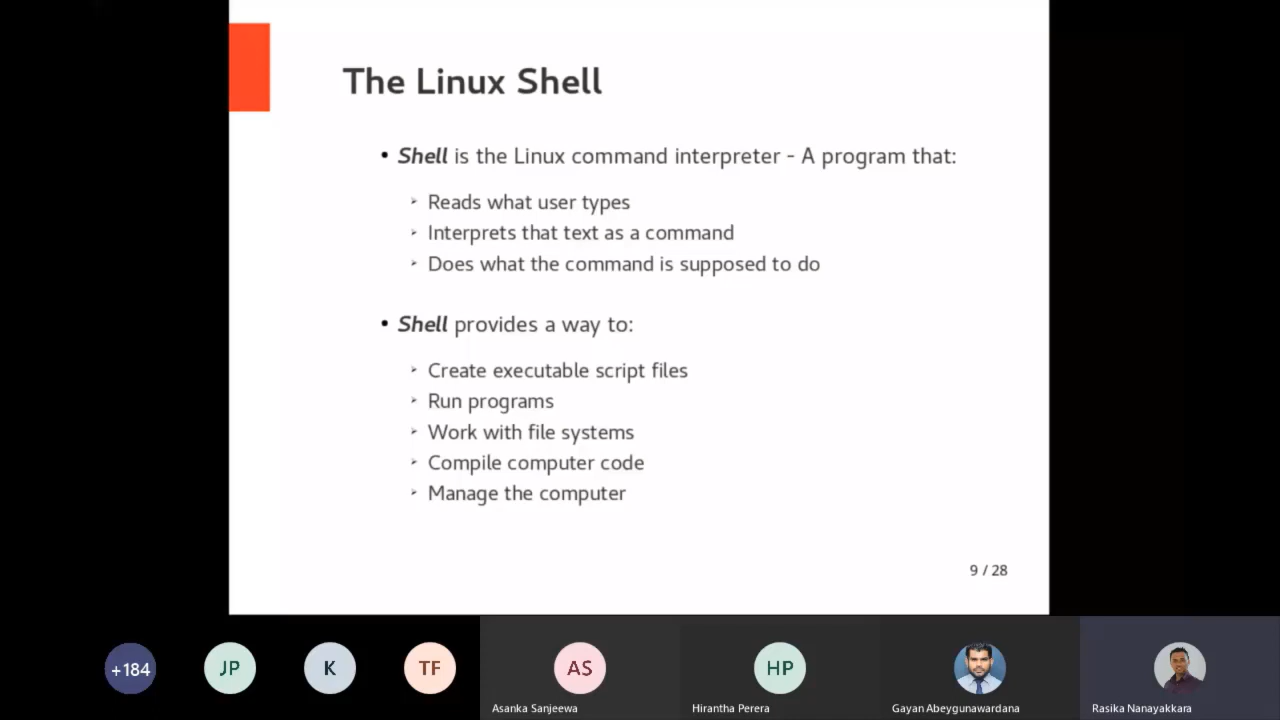 The Linux Shell
• Shell is the Linux command interpreter - A program that:
➢ Reads what user types
➢ Interprets that text as a command
➢ Does what the command is supposed to do
• Shell provides a way to:
➢ Create executable script files
➢ Run programs
➢ Work with file systems
➢ Compile computer code
➢ Manage the computer
9 / 28
+184 JP K TF AS HP
Asanka Sanjeewa Hirantha Perera Gayan Abeygunawardana Rasika Nanayakkara